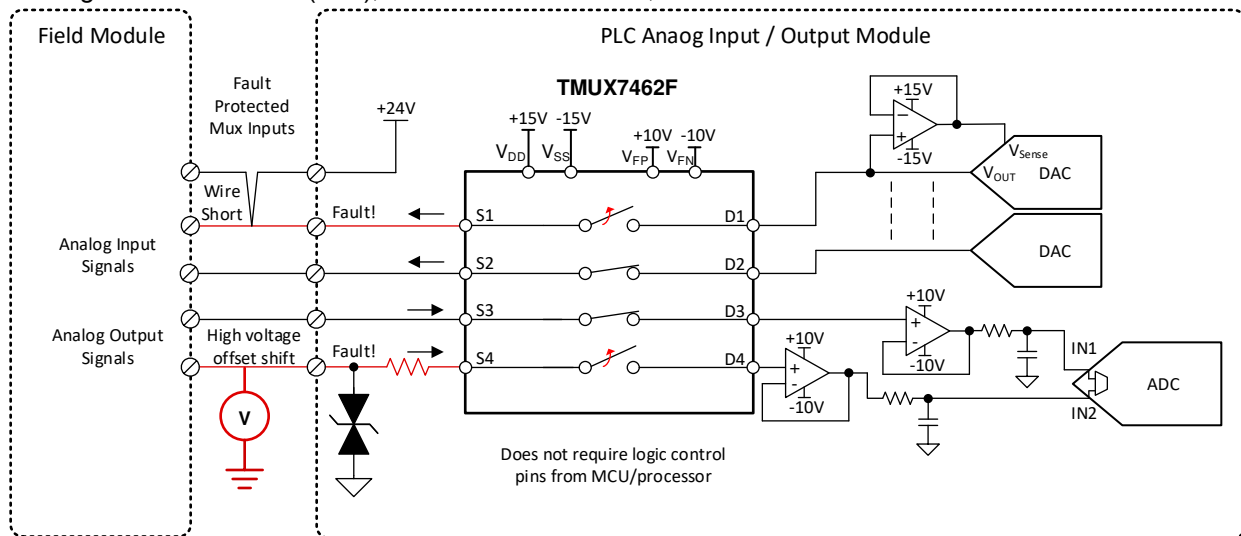 Field Module
PLC Anaog Input / Output Module
Fault
Protected
Mux Inputs
+24V
TMUX7462F
+15V
-15V
+10V
-10V
VDD
VSS
VFP
VFN
+15V
-
+
-15V
VSense
VOUT
DAC
Wire
Short
Fault!
S1
D1
Analog Input
Signals
S2
D2
DAC
Analog Output
Signals
High voltage
offset shift
S3
D3
+10V
+
-
-10V
Fault!
S4
D4
+10V
+
-
-10V
IN1
IN2
ADC
V
Does not require logic control
pins from MCU/processor